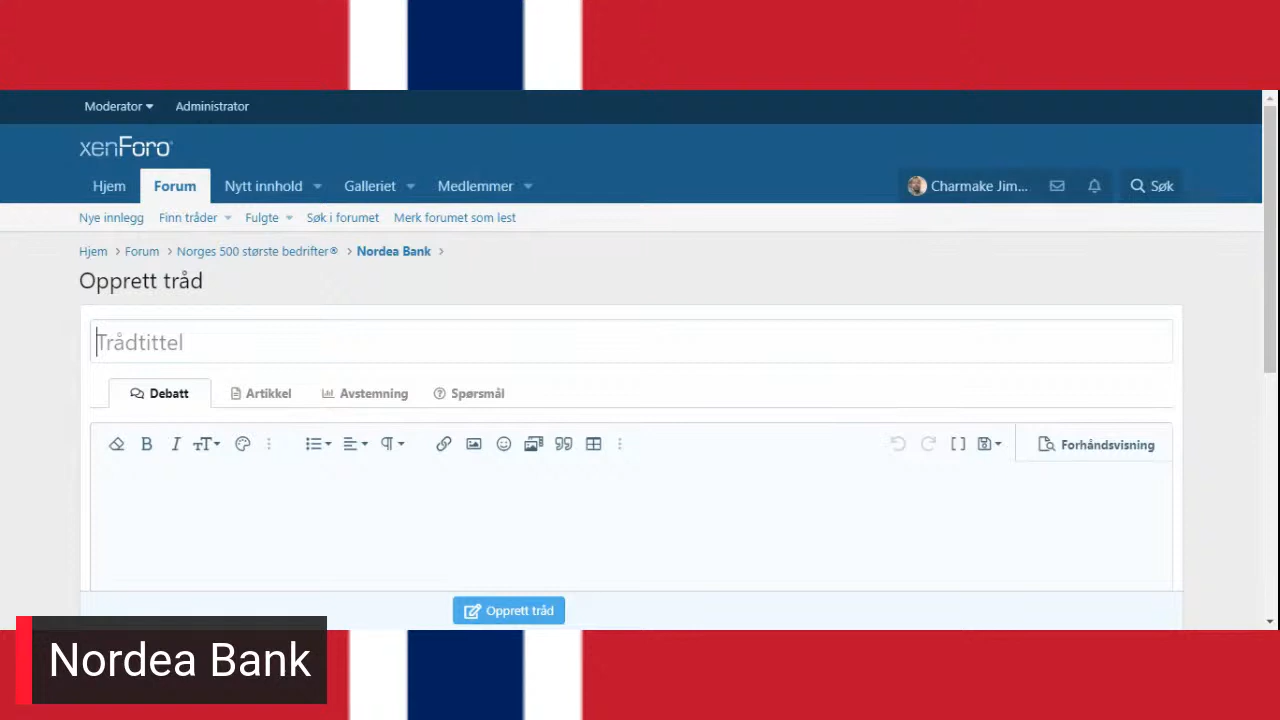 Moderator Administrator
xenForo
Hjem Forum Nytt innhold Galleriet Medlemmer Charmake Jim... Søk
Nye innlegg Finn tråder Fulgte Søk i forumet Merk forumet som lest
Hjem > Forum > Norges 500 største bedrifter® > Nordea Bank >
Opprett tråd
Trådtittel
Debatt Artikkel Avstemning Spørsmål
Forhåndsvisning
Opprett tråd
Nordea Bank